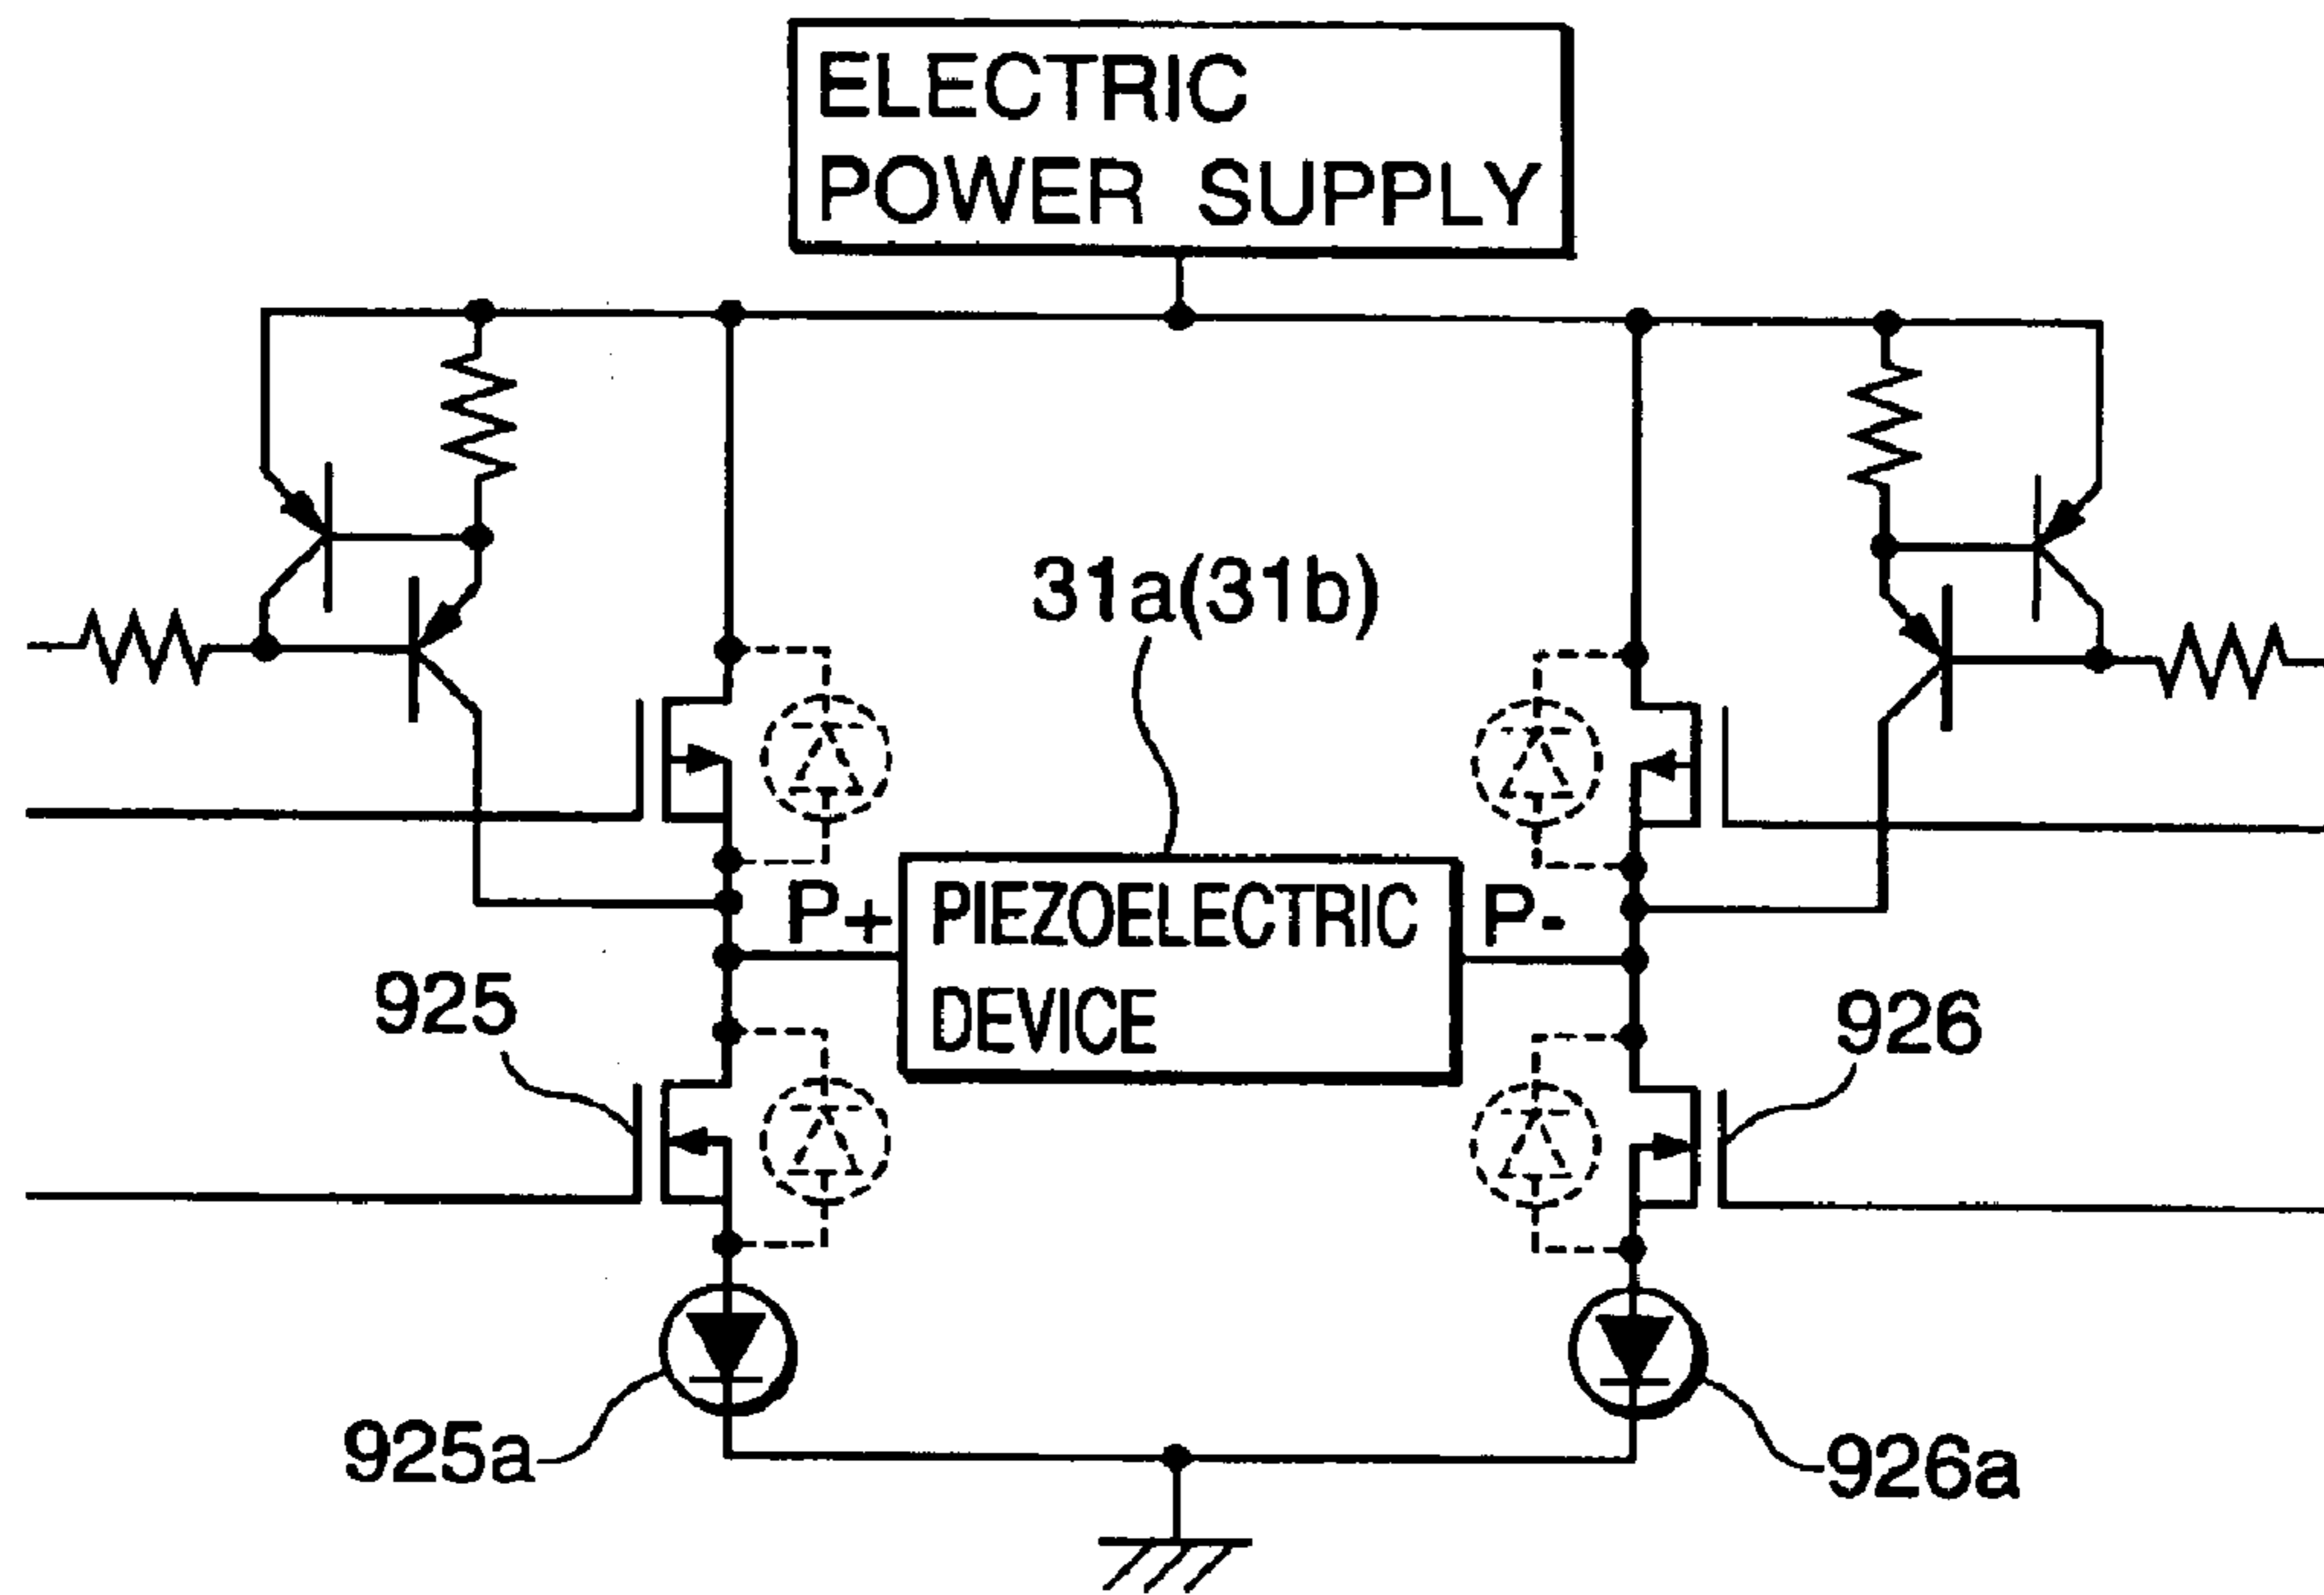 ELECTRIC
POWER SUPPLY
31a(31b)
P+
PIEZOELECTRIC
DEVICE
P-
925
926
925a
926a